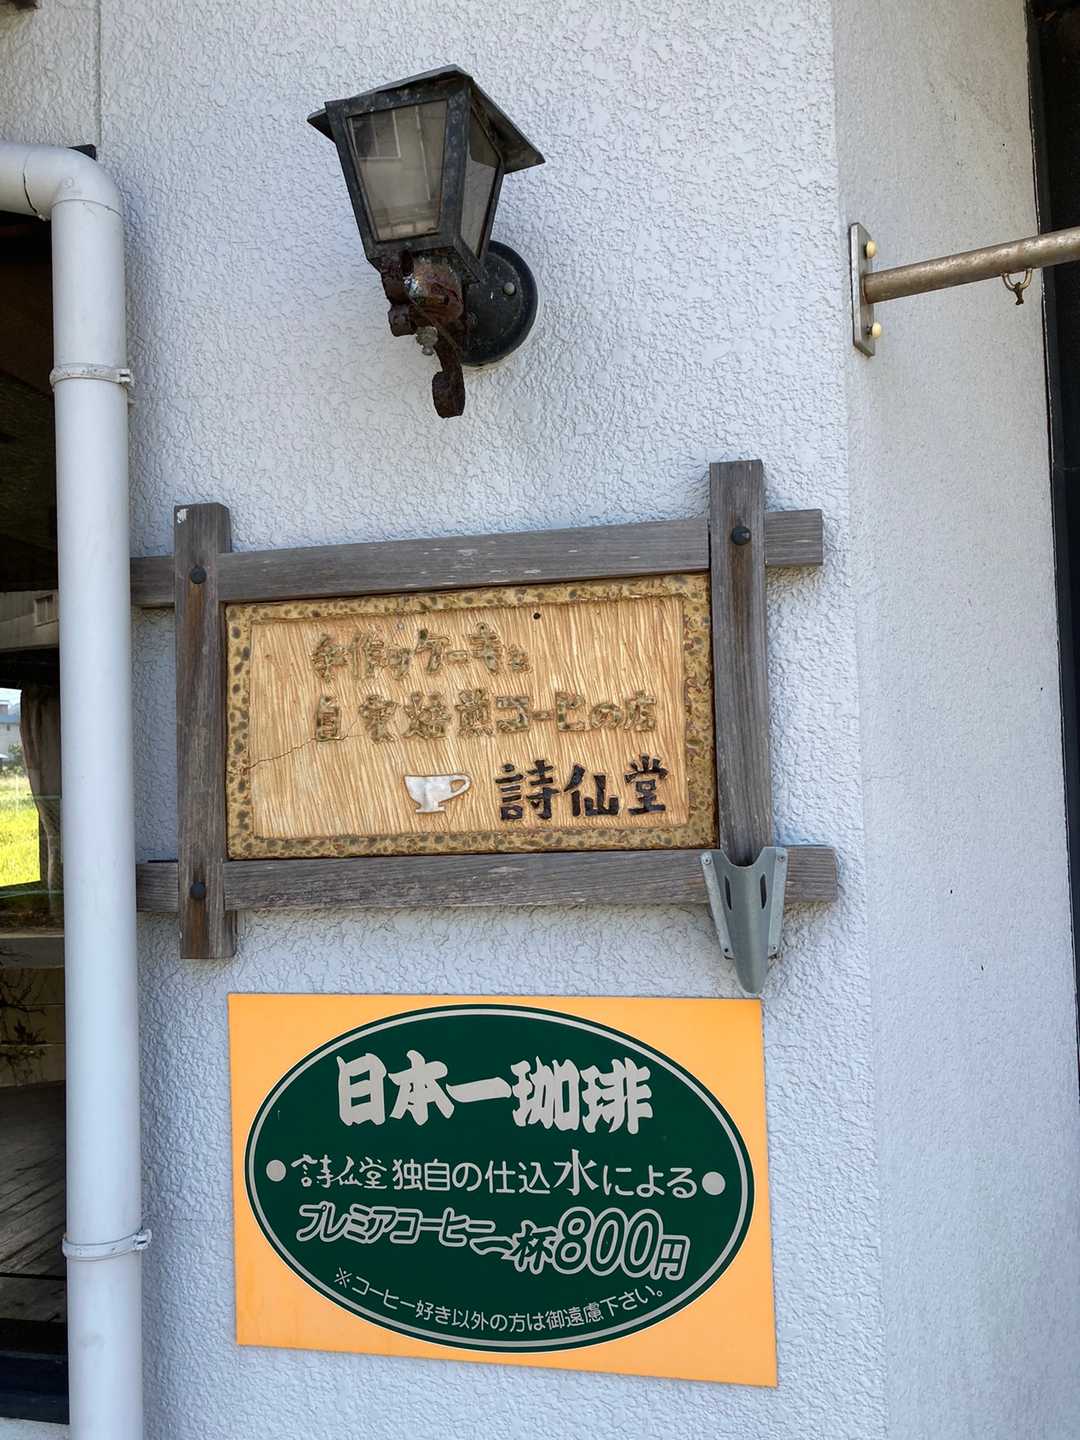 手作りケーキと
自家焙煎コーヒーの店
詩仙堂
日本一珈琲
●詩仙堂独自の仕込水による●
プレミアコーヒー一杯800円
※コーヒー好き以外の方は御遠慮下さい。